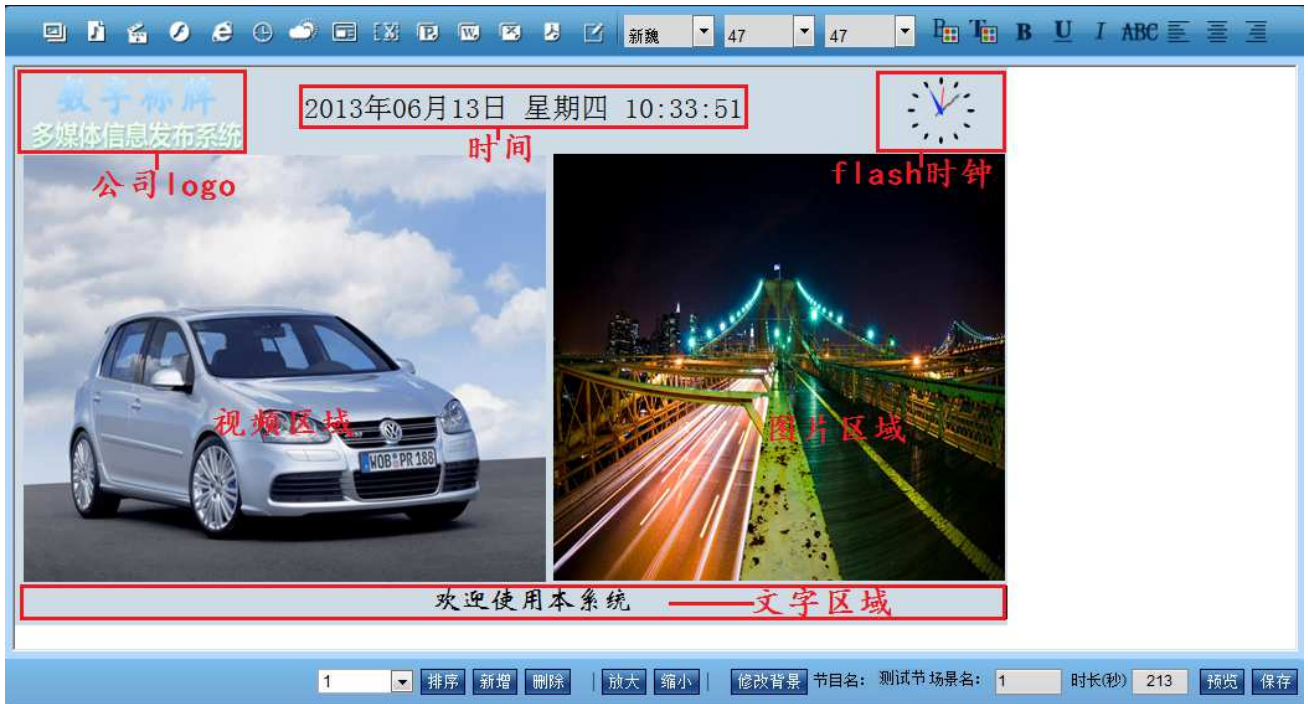 新魏 47 47 B U I ABC
数字标牌
多媒体信息发布系统
2013年06月13日 星期四 10:33:51
时间
公司logo
flash时钟
WOB PR 188
视频区域
图片区域
欢迎使用本系统
文字区域
1 排序 新增 删除 | 放大 缩小 | 修改背景 节目名: 测试节 场景名: 1 时长(秒) 213 预览 保存